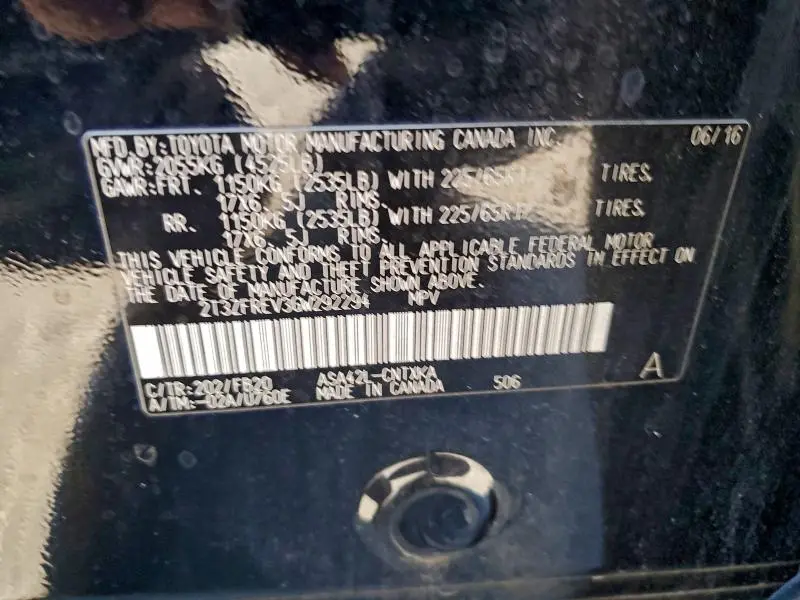 MFD. BY: TOYOTA MOTOR MANUFACTURING CANADA INC. 06/16
GVWR: 2055KG (4525LB)
GAWR: FRT. 1150KG (2535LB) WITH 225/65R17 TIRES,
17X6.5J RIMS,
RR. 1150KG (2535LB) WITH 225/65R17 TIRES,
17X6.5J RIMS,
THIS VEHICLE CONFORMS TO ALL APPLICABLE FEDERAL MOTOR
VEHICLE SAFETY AND THEFT PREVENTION STANDARDS IN EFFECT ON
THE DATE OF MANUFACTURE SHOWN ABOVE.
2T3ZFREV3GW292294 MPV
C/TR: 202/FB20 ASA42L-CNTXKA 506 A
A/TM: -02A/U760E MADE IN CANADA